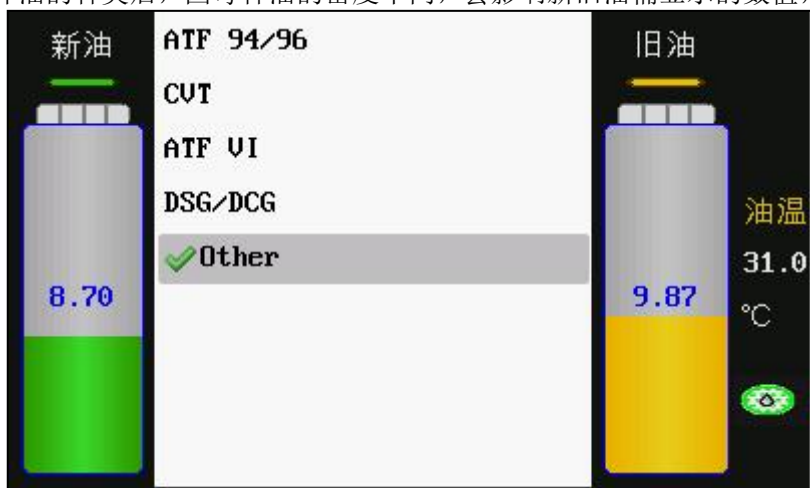 新油
8.70
ATF 94/96
CVT
ATF VI
DSG/DCG
Other
旧油
9.87
油温
31.0
℃